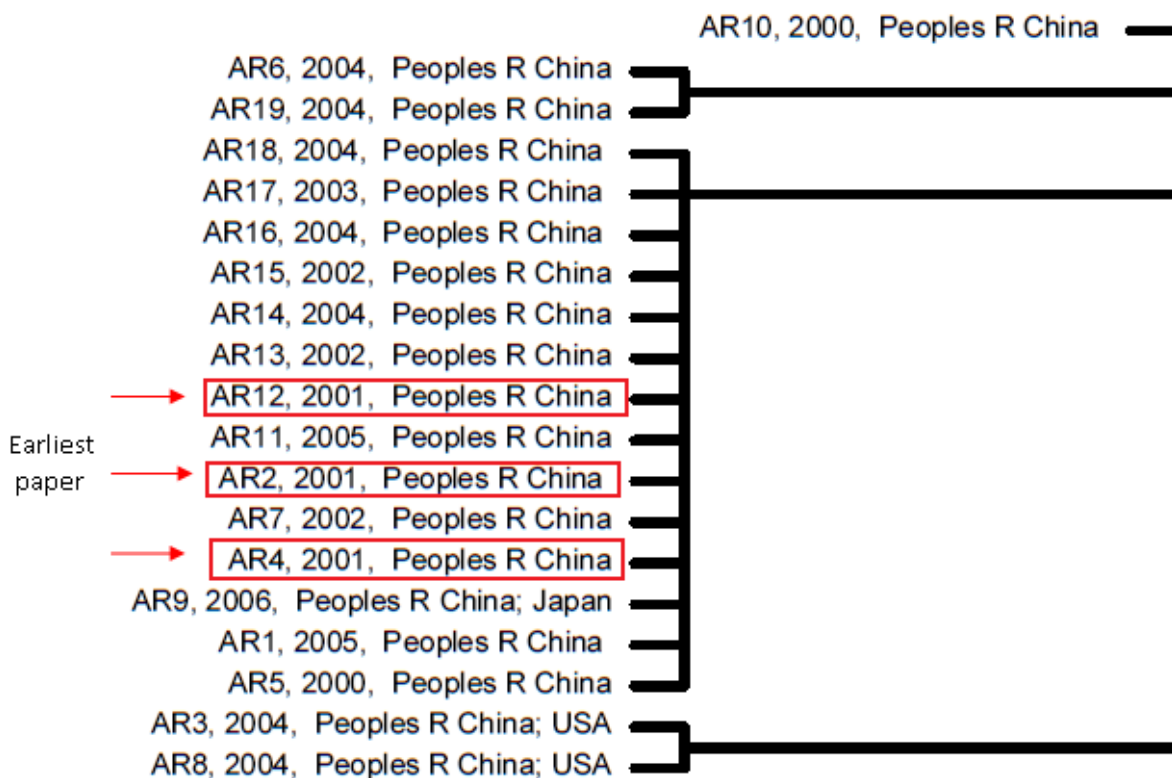 AR10, 2000, Peoples R China
AR6, 2004, Peoples R China
AR19, 2004, Peoples R China
AR18, 2004, Peoples R China
AR17, 2003, Peoples R China
AR16, 2004, Peoples R China
AR15, 2002, Peoples R China
AR14, 2004, Peoples R China
AR13, 2002, Peoples R China
AR12, 2001, Peoples R China
AR11, 2005, Peoples R China
Earliest
paper
AR2, 2001, Peoples R China
AR7, 2002, Peoples R China
AR4, 2001, Peoples R China
AR9, 2006, Peoples R China; Japan
AR1, 2005, Peoples R China
AR5, 2000, Peoples R China
AR3, 2004, Peoples R China; USA
AR8, 2004, Peoples R China; USA